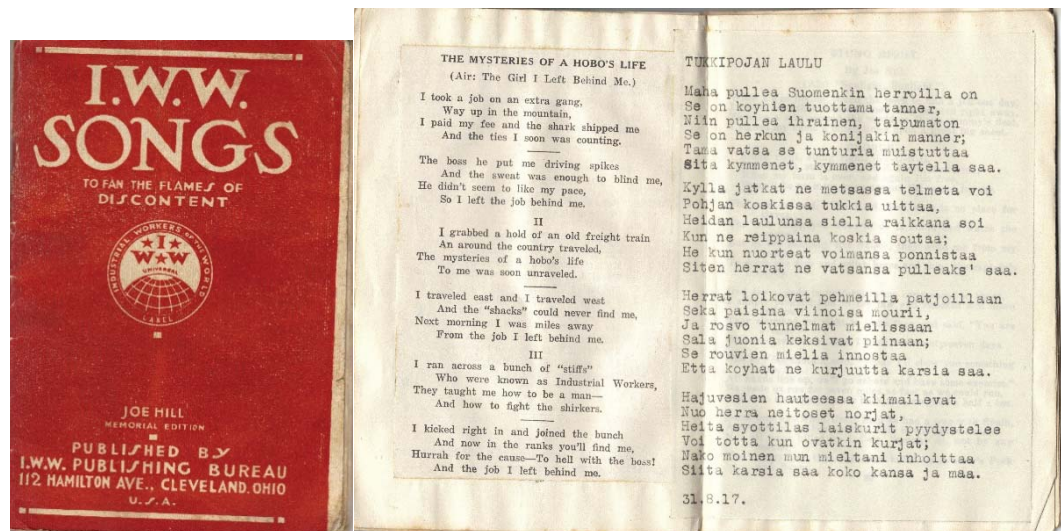 I.W.W.
SONGS
TO FAN THE FLAMES OF
DISCONTENT
INDUSTRIAL WORKERS OF THE WORLD
I
W W
UNIVERSAL
LABEL
JOE HILL
MEMORIAL EDITION
PUBLISHED BY
I.W.W. PUBLISHING BUREAU
112 HAMILTON AVE., CLEVELAND, OHIO
U.S.A.
THE MYSTERIES OF A HOBO'S LIFE
(Air: The Girl I Left Behind Me.)
I took a job on an extra gang,
Way up in the mountain,
I paid my fee and the shark shipped me
And the ties I soon was counting.
The boss he put me driving spikes
And the sweat was enough to blind me,
He didn't seem to like my pace,
So I left the job behind me.
II
I grabbed a hold of an old freight train
An around the country traveled,
The mysteries of a hobo's life
To me was soon unraveled.
I traveled east and I traveled west
And the "shacks" could never find me,
Next morning I was miles away
From the job I left behind me.
III
I ran across a bunch of "stiffs"
Who were known as Industrial Workers,
They taught me how to be a man—
And how to fight the shirkers.
I kicked right in and joined the bunch
And now in the ranks you'll find me,
Hurrah for the cause—To hell with the boss!
And the job I left behind me.
TUKKIPOJAN LAULU
Maha pullea Suomenkin herroilla on
Se on koyhien tuottama tanner,
Niin pullea ihrainen, taipumaton
Se on herkun ja konijakin manner;
Tama vatsa se tunturia muistuttaa
Sita kymmenet, kymmenet taytella saa.
Kylla jatkat ne metsassa telmeta voi
Pohjan koskissa tukkia uittaa,
Heidan laulunsa siella raikkana soi
Kun ne reippaina koskia soutaa;
He kun nuorteat voimansa ponnistaa
Siten herrat ne vatsansa pulleaks' saa.
Herrat loikovat pehmeilla patjoillaan
Seka paisina viinoisa mourii,
Ja rosvo tunnelmat mielissaan
Sala juonia keksivat piinaan;
Se rouvien mielia innostaa
Etta koyhat ne kurjuutta karsia saa.
Hajuvesien hauteessa kiimailevat
Nuo herra neitoset norjat,
Heita syottilas laiskurit pyydystelee
Voi totta kun ovatkin kurjat;
Nako moinen mun mieltani inhoittaa
Siita karsia saa koko kansa ja maa.
31.8.17.